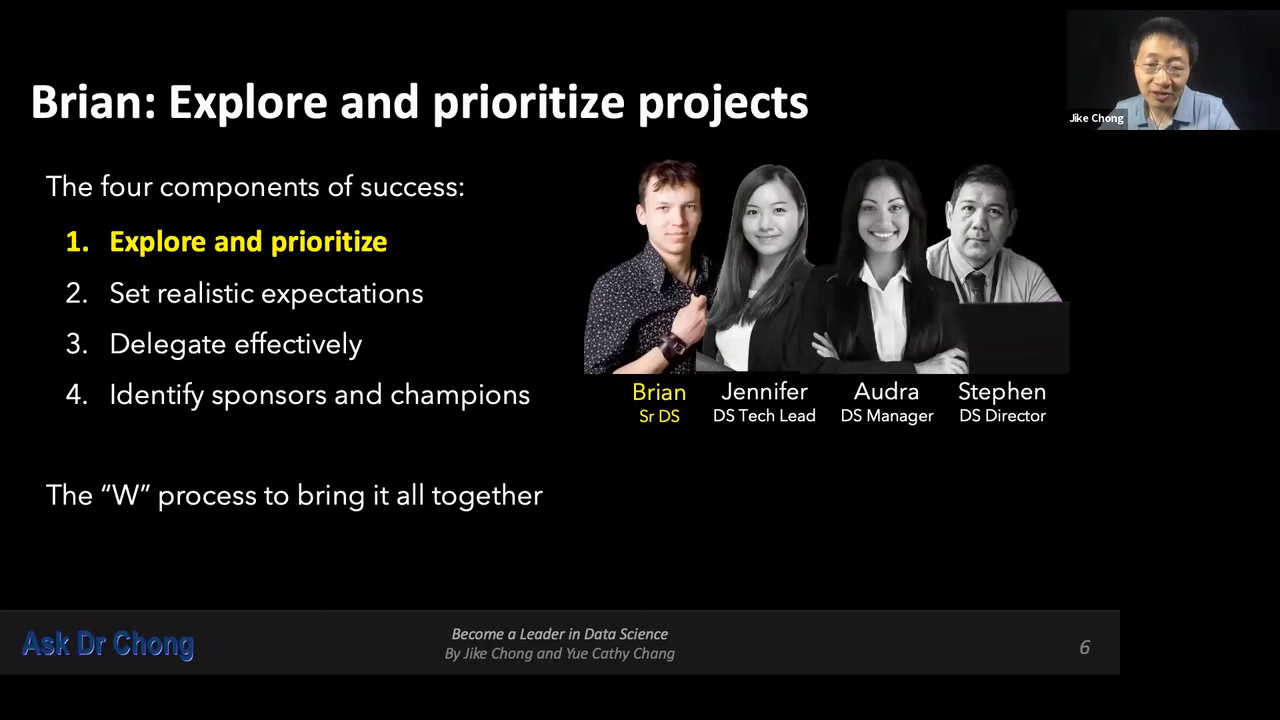 Jike Chong
Brian: Explore and prioritize projects
The four components of success:
1. Explore and prioritize
2. Set realistic expectations
3. Delegate effectively
4. Identify sponsors and champions
Brian
Sr DS
Jennifer
DS Tech Lead
Audra
DS Manager
Stephen
DS Director
The “W” process to bring it all together
Ask Dr Chong
Become a Leader in Data Science
By Jike Chong and Yue Cathy Chang
6